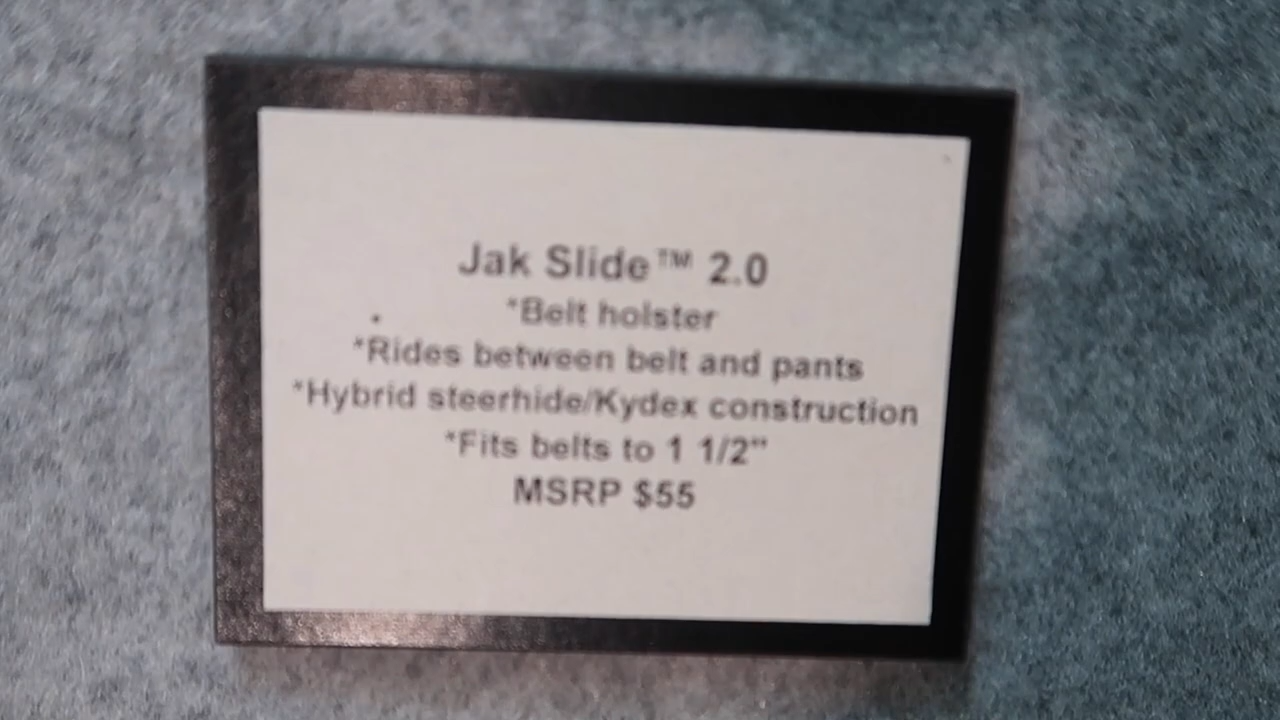 Jak Slide™ 2.0
*Belt holster
*Rides between belt and pants
*Hybrid steerhide/Kydex construction
*Fits belts to 1 1/2"
MSRP $55